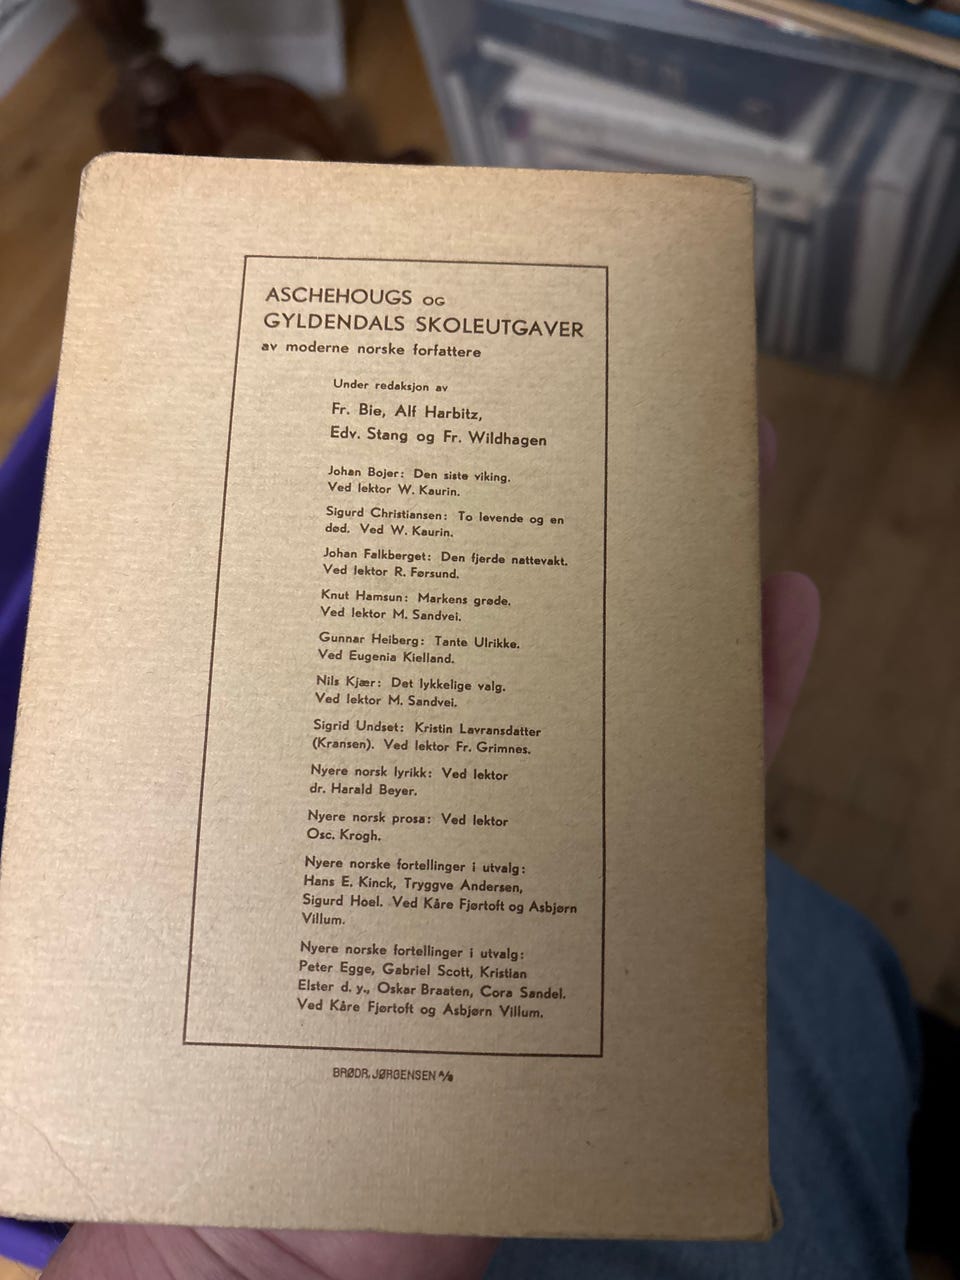 ASCHEHOUGS OG
GYLDENDALS SKOLEUTGAVER
av moderne norske forfattere
Under redaksjon av
Fr. Bie, Alf Harbitz,
Edv. Stang og Fr. Wildhagen
Johan Bojer: Den siste viking.
Ved lektor W. Kaurin.
Sigurd Christiansen: To levende og en
død. Ved W. Kaurin.
Johan Falkberget: Den fjerde nattevakt.
Ved lektor R. Førsund.
Knut Hamsun: Markens grøde.
Ved lektor M. Sandvei.
Gunnar Heiberg: Tante Ulrikke.
Ved Eugenia Kielland.
Nils Kjær: Det lykkelige valg.
Ved lektor M. Sandvei.
Sigrid Undset: Kristin Lavransdatter
(Kransen). Ved lektor Fr. Grimnes.
Nyere norsk lyrikk: Ved lektor
dr. Harald Beyer.
Nyere norsk prosa: Ved lektor
Osc. Krogh.
Nyere norske fortellinger i utvalg:
Hans E. Kinck, Tryggve Andersen,
Sigurd Hoel. Ved Kåre Fjørtoft og Asbjørn
Villum.
Nyere norske fortellinger i utvalg:
Peter Egge, Gabriel Scott, Kristian
Elster d. y., Oskar Braaten, Cora Sandel.
Ved Kåre Fjørtoft og Asbjørn Villum.
BRØDR. JØRGENSEN A/S